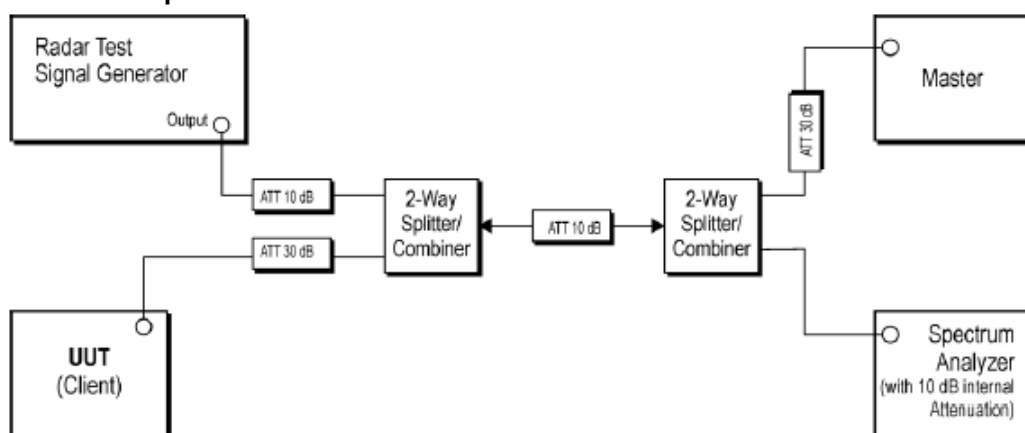 Radar Test
Signal Generator
Output
ATT 10 dB
2-Way
Splitter/
Combiner
ATT 30 dB
ATT 10 dB
2-Way
Splitter/
Combiner
ATT 30 dB
Master
UUT
(Client)
Spectrum
Analyzer
(with 10 dB internal
Attenuation)